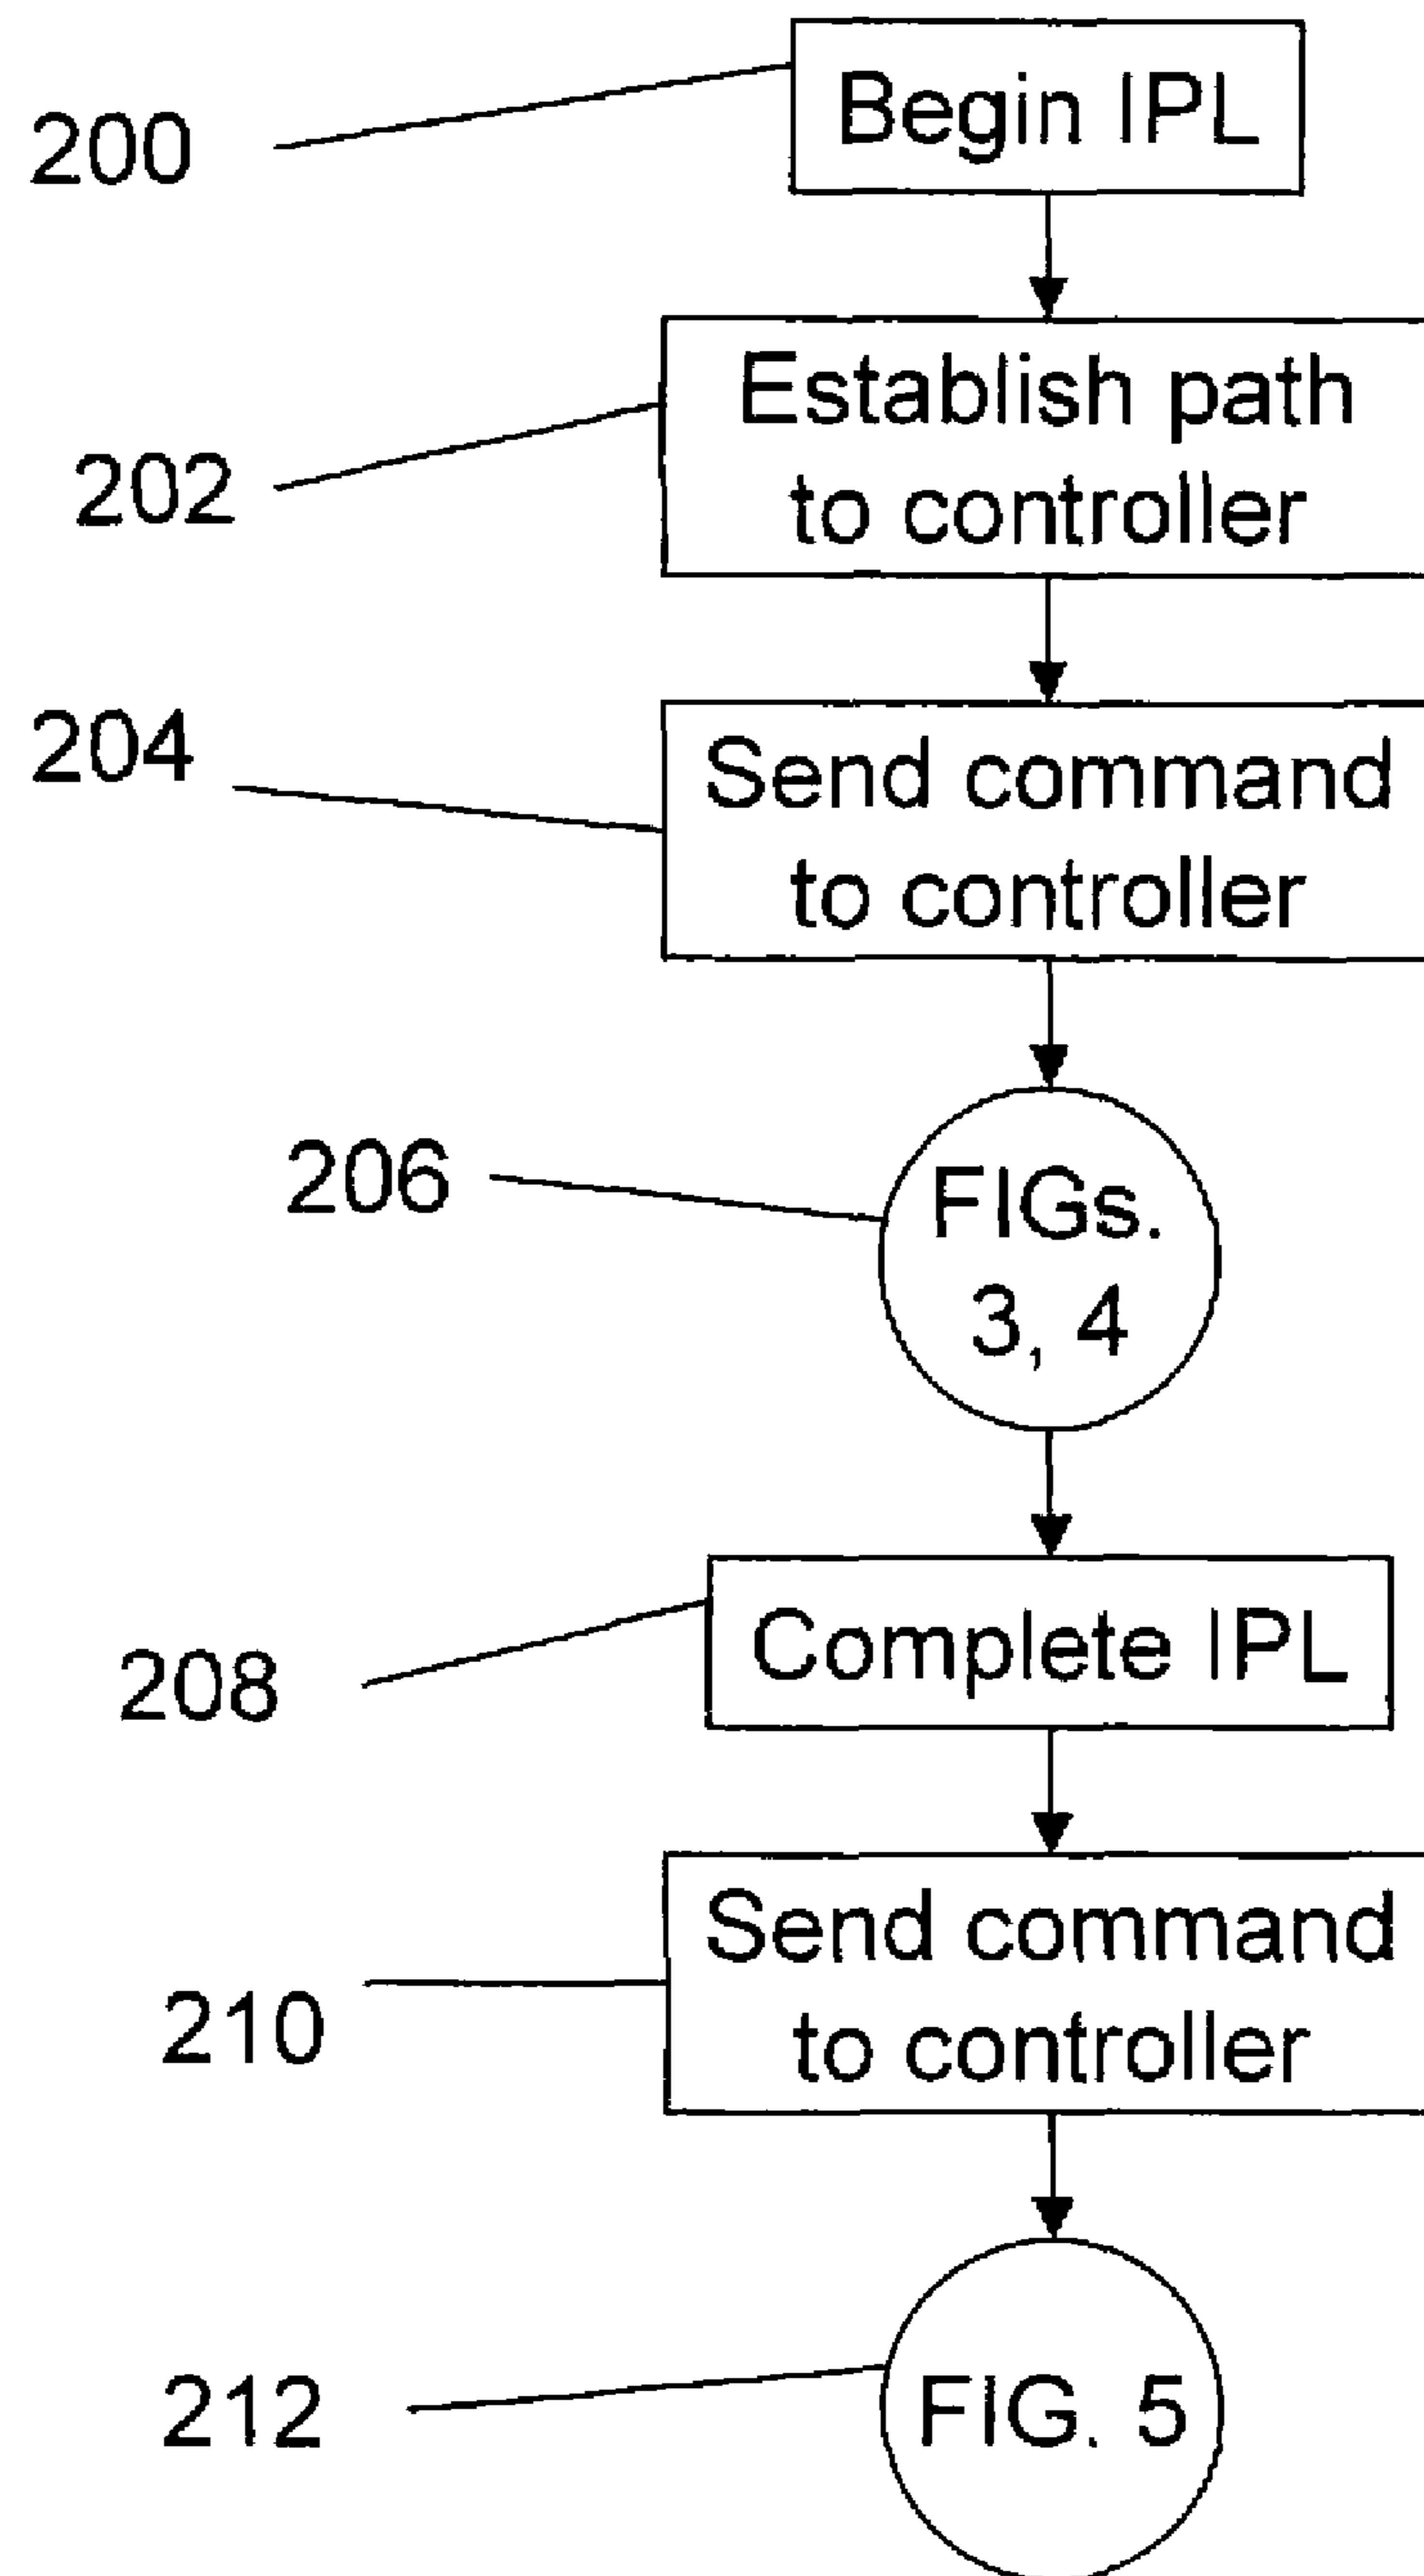 200
Begin IPL
202
Establish path
to controller
204
Send command
to controller
206
FIGs.
3, 4
208
Complete IPL
210
Send command
to controller
212
FIG. 5